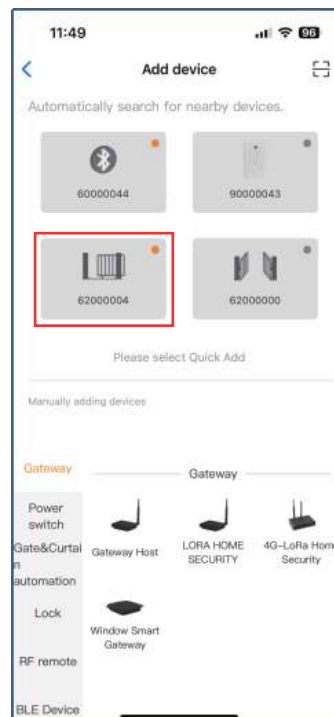 11:49
96
Add device
Automatically search for nearby devices.
60000044
90000043
62000004
62000000
Please select Quick Add
Manually adding devices
Gateway
Gateway
Power
switch
Gate&Curtai
n
automation
Lock
RF remote
BLE Device
Gateway Host
LORA HOME
SECURITY
4G-LoRa Home
Security
Window Smart
Gateway